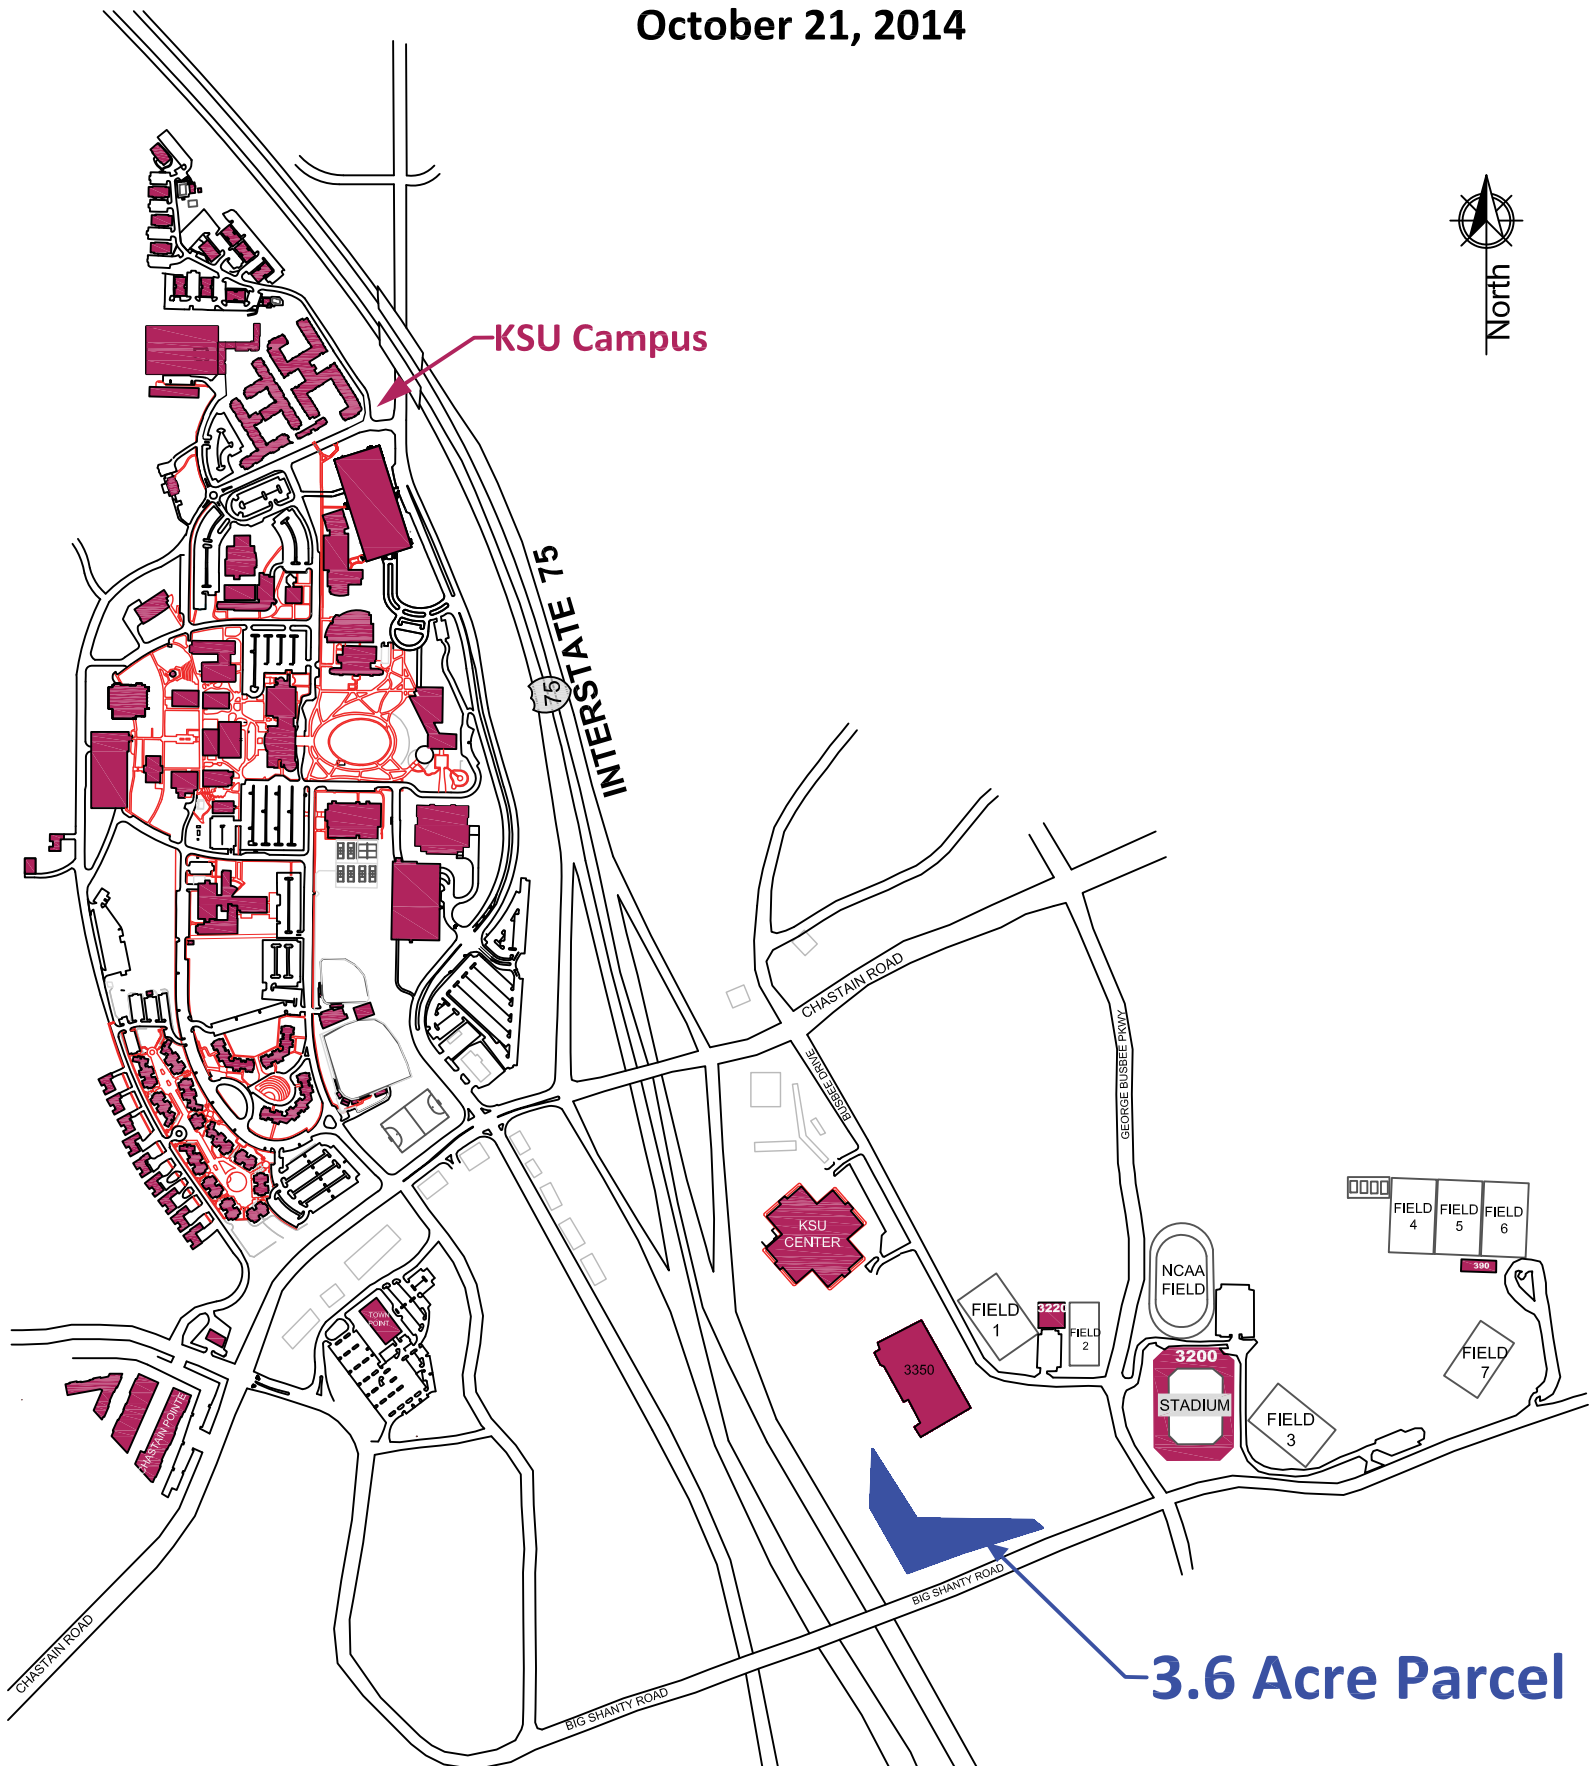 October 21, 2014
North
KSU Campus
INTERSTATE 75
75
CHASTAIN ROAD
BUSBEE DRIVE
GEORGE BUSBEE PKWY
KSU
CENTER
FIELD
4
FIELD
5
FIELD
6
390
NCAA
FIELD
FIELD
1
3220
FIELD
2
TOWN
POINT
3350
3200
STADIUM
FIELD
7
FIELD
3
CHASTAIN POINTE
BIG SHANTY ROAD
CHASTAIN ROAD
BIG SHANTY ROAD
3.6 Acre Parcel